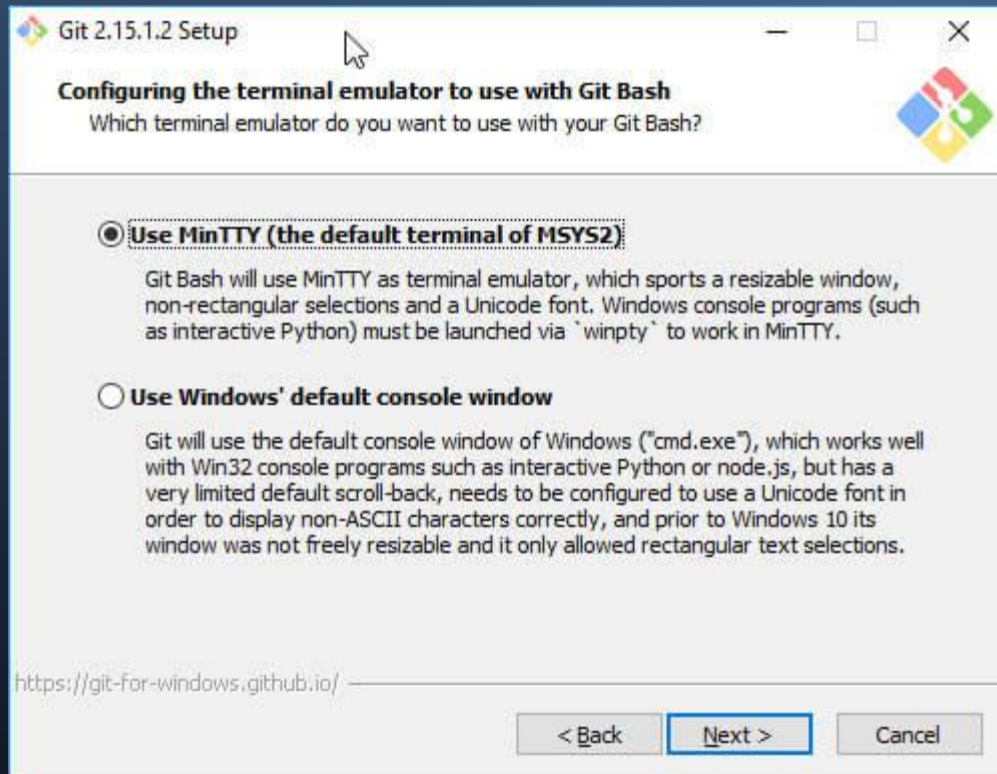 Git 2.15.1.2 Setup
Configuring the terminal emulator to use with Git Bash
Which terminal emulator do you want to use with your Git Bash?
Use MinTTY (the default terminal of MSYS2)
Git Bash will use MinTTY as terminal emulator, which sports a resizable window,
non-rectangular selections and a Unicode font. Windows console programs (such
as interactive Python) must be launched via `winpty` to work in MinTTY.
Use Windows' default console window
Git will use the default console window of Windows ("cmd.exe"), which works well
with Win32 console programs such as interactive Python or node.js, but has a
very limited default scroll-back, needs to be configured to use a Unicode font in
order to display non-ASCII characters correctly, and prior to Windows 10 its
window was not freely resizable and it only allowed rectangular text selections.
https://git-for-windows.github.io/
< Back Next > Cancel